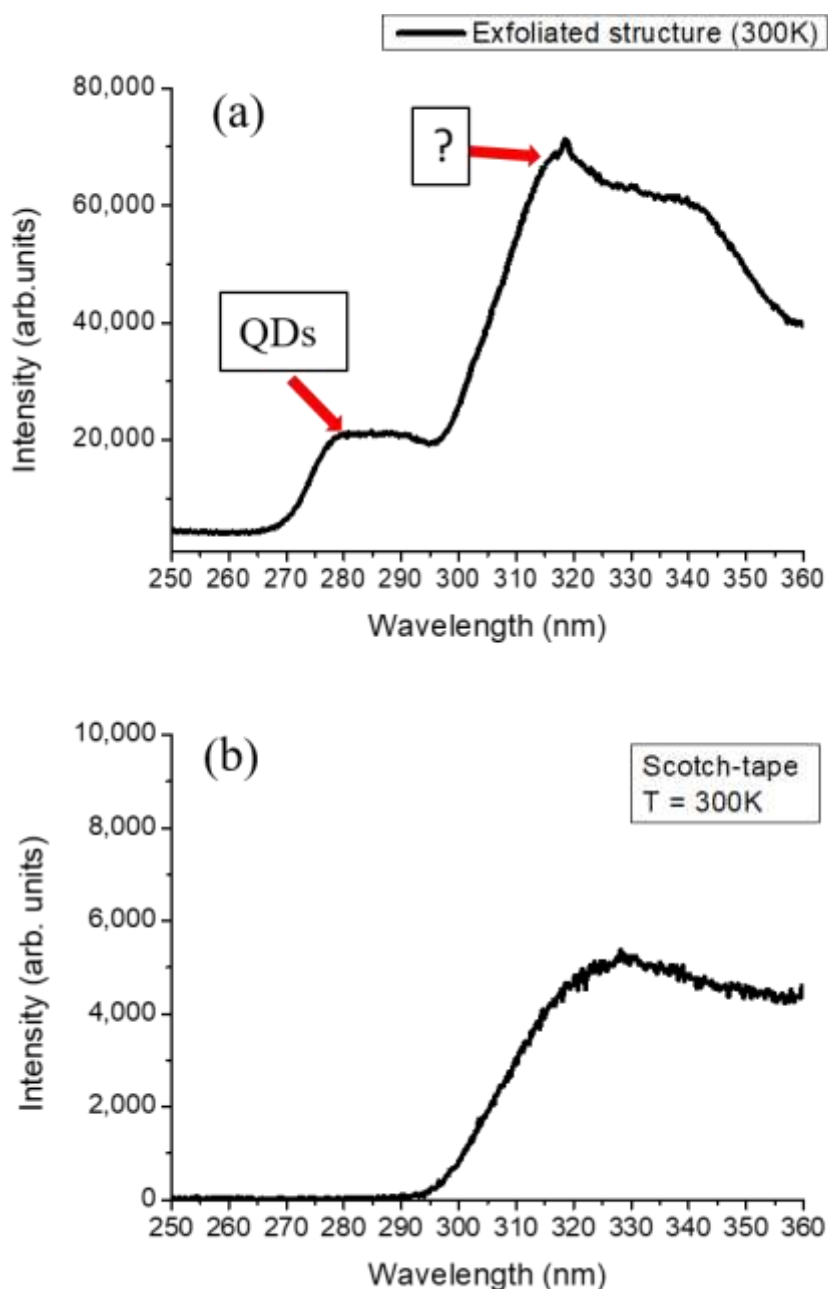 Exfoliated structure (300K)
(a)
80,000
60,000
40,000
20,000
Intensity (arb.units)
?
QDs
250 260 270 280 290 300 310 320 330 340 350 360
Wavelength (nm)
(b)
10,000
8,000
6,000
4,000
2,000
0
Intensity (arb. units)
Scotch-tape
T = 300K
250 260 270 280 290 300 310 320 330 340 350 360
Wavelength (nm)